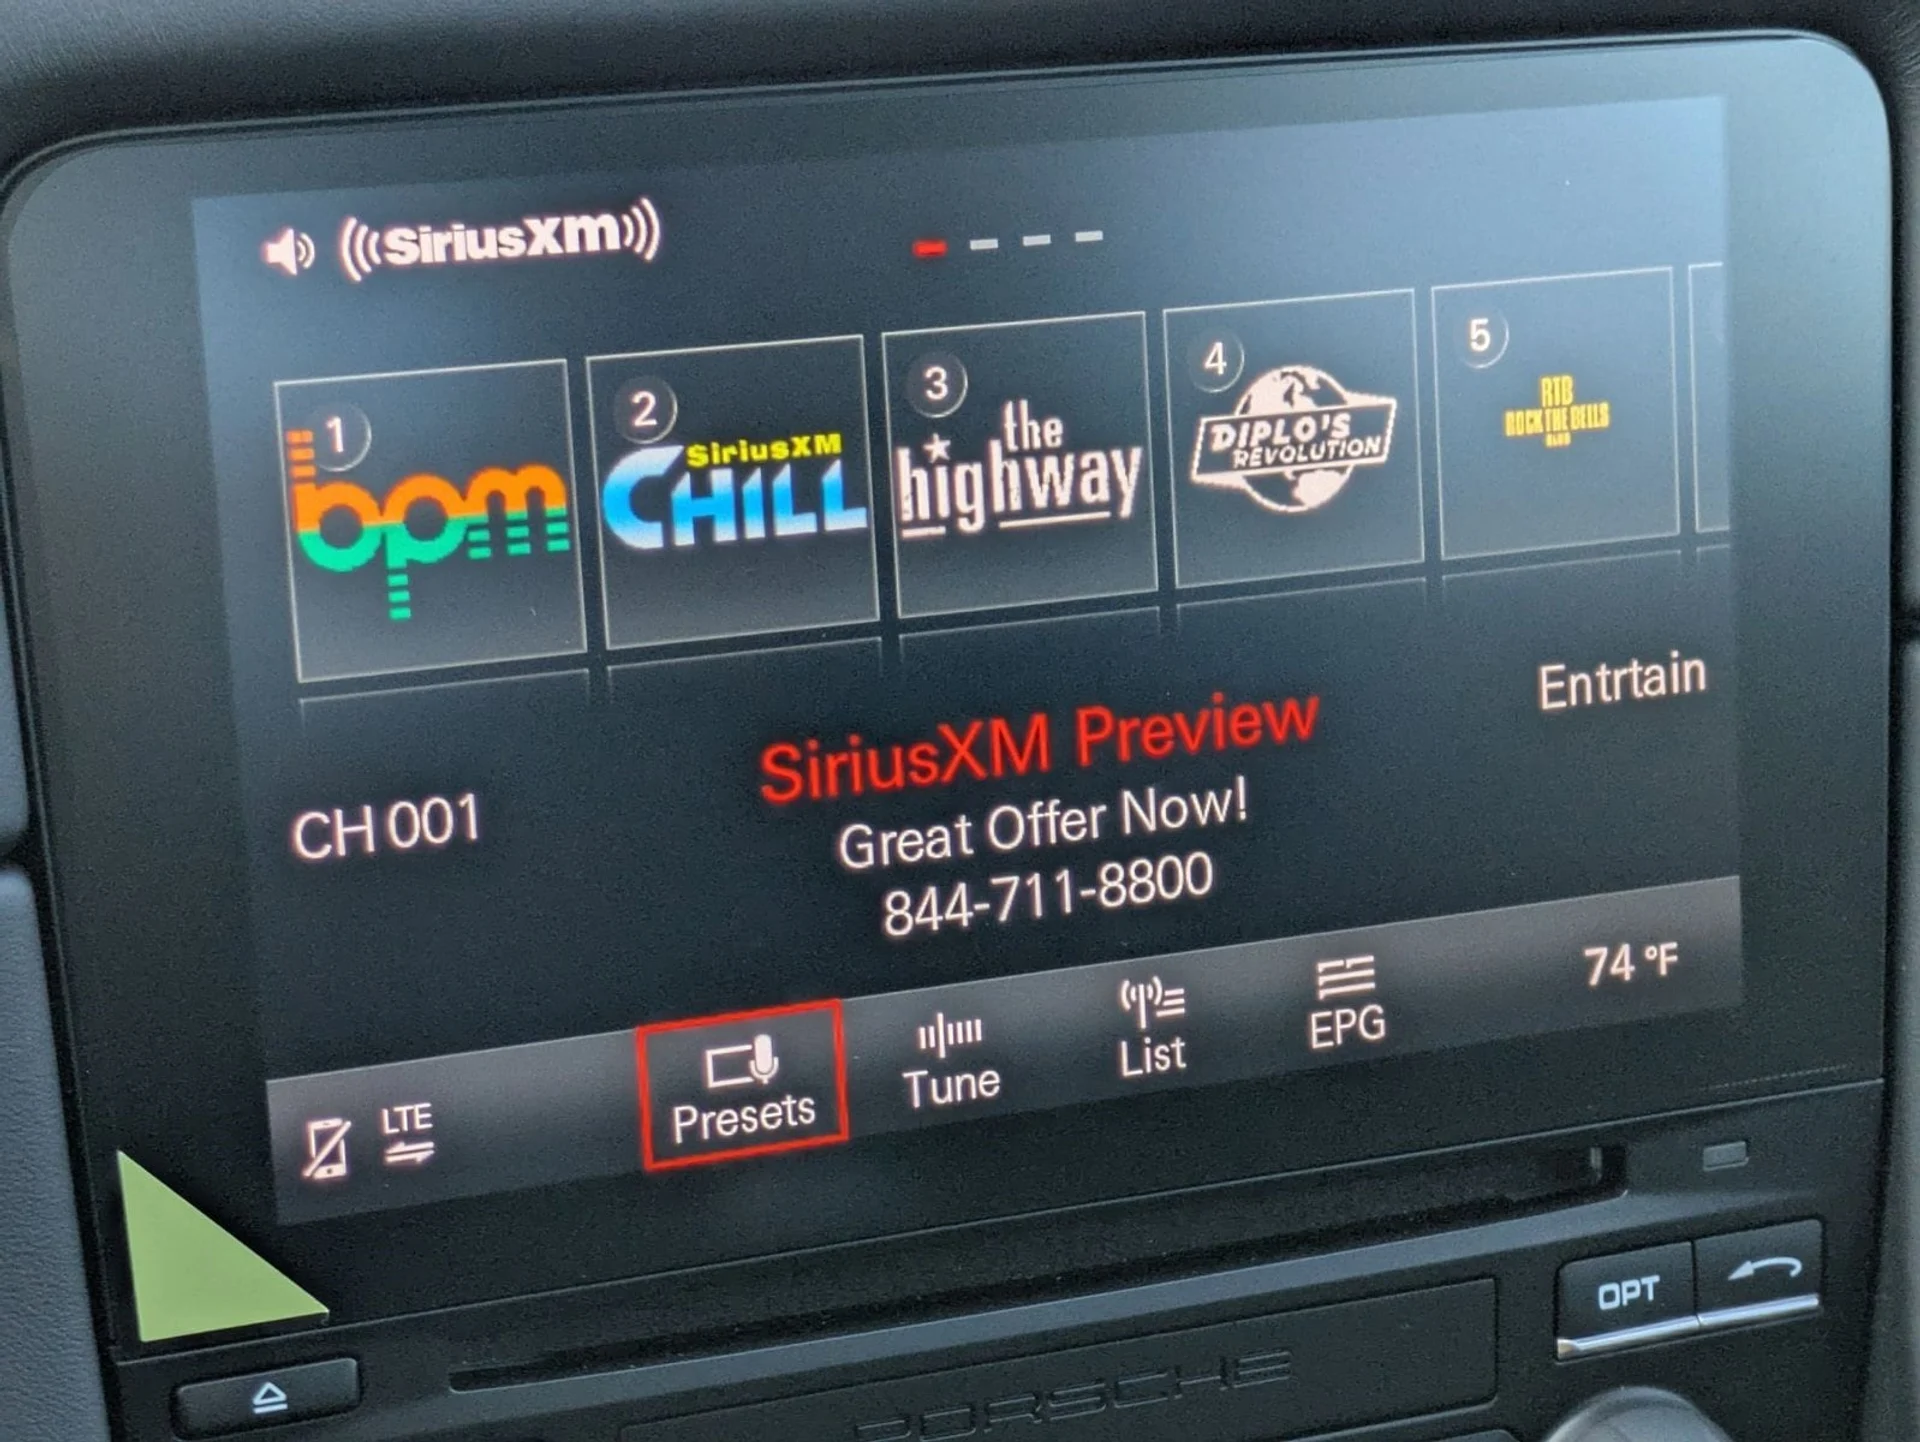 ((( SiriusXm )))
1
bpm
2
SiriusXM
CHILL
3
the
highway
4
DIPLO'S
REVOLUTION
5
RTB
ROCK THE BELLS
RADIO
Entrtain
SiriusXM Preview
CH 001
Great Offer Now!
844-711-8800
74 °F
LTE
Presets
Tune
List
EPG
OPT
PORSCHE